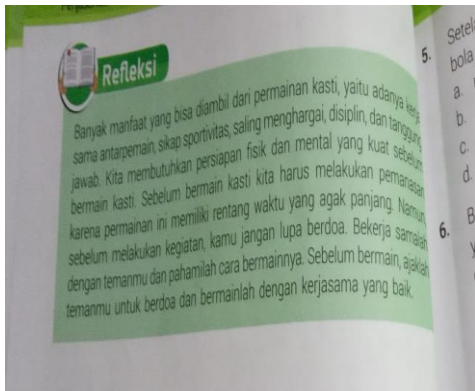 Refleksi
Banyak manfaat yang bisa diambil dari permainan kasti, yaitu adanya kerja
sama antarpemain, sikap sportivitas, saling menghargai, disiplin, dan tanggung
jawab. Kita membutuhkan persiapan fisik dan mental yang kuat sebelum
bermain kasti. Sebelum bermain kasti kita harus melakukan pemanasan
karena permainan ini memiliki rentang waktu yang agak panjang. Namun,
sebelum melakukan kegiatan, kamu jangan lupa berdoa. Bekerja samalah
dengan temanmu dan pahamilah cara bermainnya. Sebelum bermain, ajaklah
temanmu untuk berdoa dan bermainlah dengan kerjasama yang baik.
5.
bola
a.
b.
c.
d.
6. B